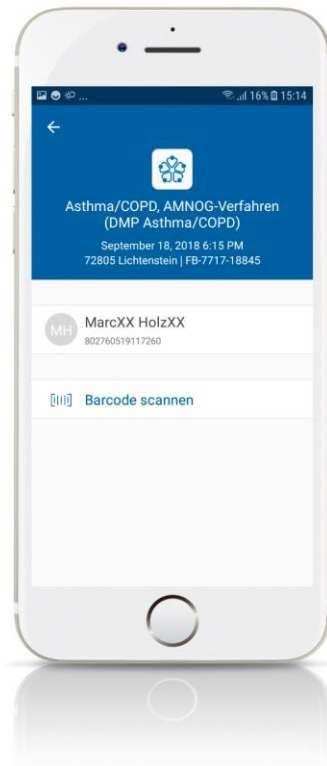 ... 16% 15:14
Asthma/COPD, AMNOG-Verfahren
(DMP Asthma/COPD)
September 18, 2018 6:15 PM
72805 Lichtenstein | FB-7717-18845
MH MarcXX HolzXX
802760519117260
Barcode scannen